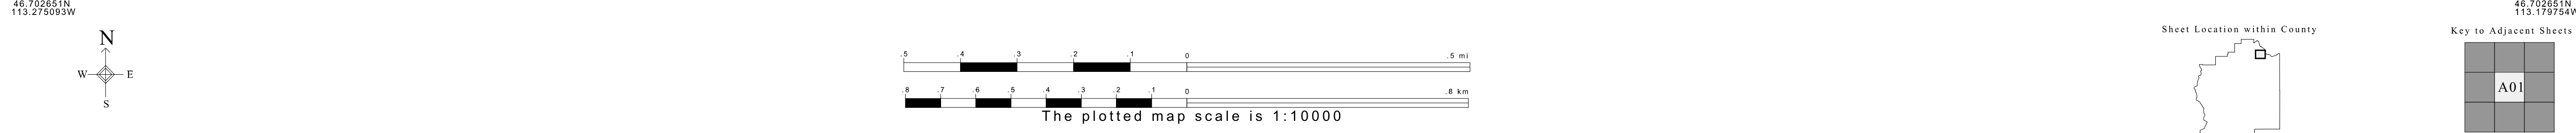 46.702651N
113.275093W
46.702651N
113.179754W
N
W E
S
.5 .4 .3 .2 .1 0 .5 mi
.8 .7 .6 .5 .4 .3 .2 .1 0 .8 km
The plotted map scale is 1:10000
Sheet Location within County
Key to Adjacent Sheets
A01